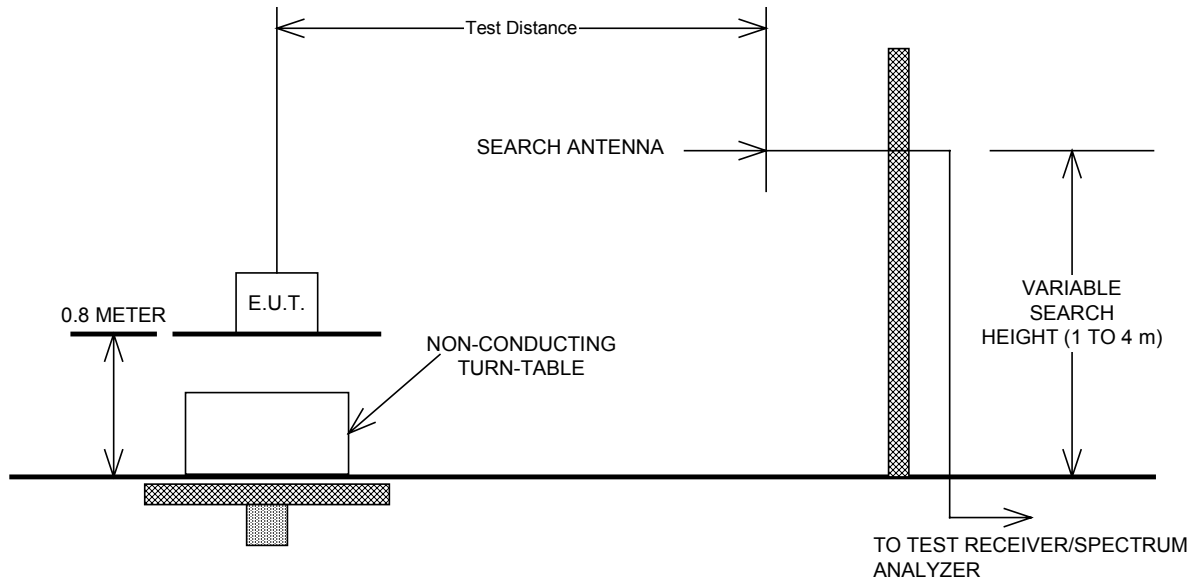 Test Distance
SEARCH ANTENNA
E.U.T.
0.8 METER
NON-CONDUCTING
TURN-TABLE
VARIABLE
SEARCH
HEIGHT (1 TO 4 m)
TO TEST RECEIVER/SPECTRUM
ANALYZER